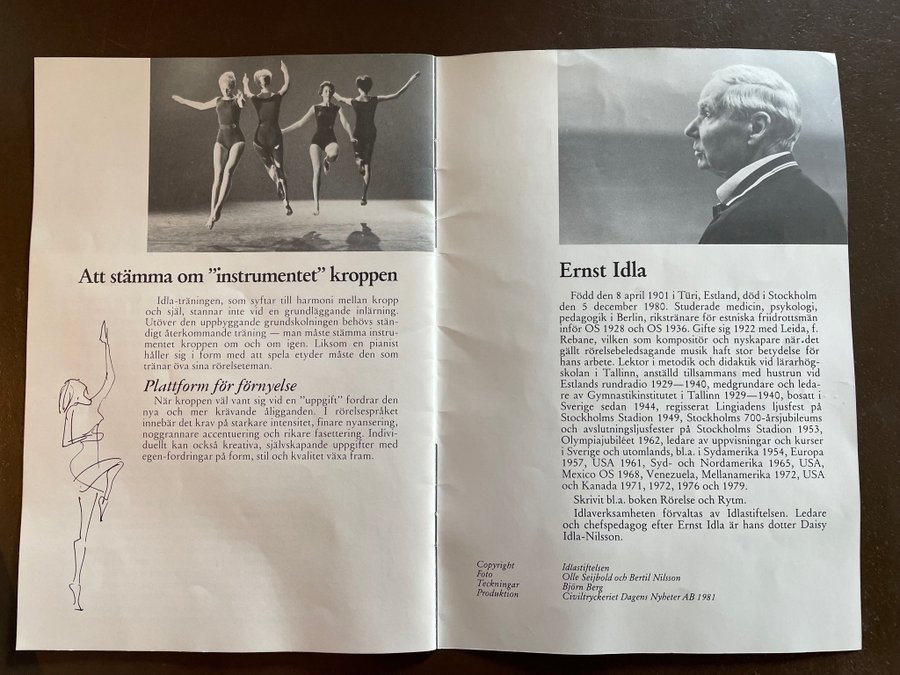 Att stämma om ”instrumentet” kroppen
Idla-träningen, som syftar till harmoni mellan kropp
och själ, stannar inte vid en grundläggande inlärning.
Utöver den uppbyggande grundskolningen behövs stän-
digt återkommande träning — man måste stämma instru-
mentet kroppen om och om igen. Liksom en pianist
håller sig i form med att spela etyder måste den som
tränar öva sina rörelseteman.
Plattform för förnyelse
När kroppen väl vant sig vid en ”uppgift” fordrar den
nya och mer krävande åligganden. I rörelsespråket
innebär det krav på starkare intensitet, finare nyansering,
noggrannare accentuering och rikare fasettering. Indivi-
duellt kan också kreativa, självskapande uppgifter med
egen-fordringar på form, stil och kvalitet växa fram.
Ernst Idla
Född den 8 april 1901 i Türi, Estland, död i Stockholm
den 5 december 1980. Studerade medicin, psykologi,
pedagogik i Berlin, rikstränare för estniska friidrottsmän
inför OS 1928 och OS 1936. Gifte sig 1922 med Leida, f.
Rebane, vilken som kompositör och nyskapare när det
gällt rörelsebeledsagande musik haft stor betydelse för
hans arbete. Lektor i metodik och didaktik vid lärarhög-
skolan i Tallinn, anställd tillsammans med hustrun vid
Estlands rundradio 1929—1940, medgrundare och leda-
re av Gymnastikinstitutet i Tallinn 1929—1940, bosatt i
Sverige sedan 1944, regisserat Lingiadens ljusfest på
Stockholms Stadion 1949, Stockholms 700-årsjubileums
och avslutningsljusfester på Stockholms Stadion 1953,
Olympiajubiléet 1962, ledare av uppvisningar och kurser
i Sverige och utomlands, bl.a. i Sydamerika 1954, Europa
1957, USA 1961, Syd- och Nordamerika 1965, USA,
Mexico OS 1968, Venezuela, Mellanamerika 1972, USA
och Kanada 1971, 1972, 1976 och 1979.
Skrivit bl.a. boken Rörelse och Rytm.
Idlaverksamheten förvaltas av Idlastiftelsen. Ledare
och chefspedagog efter Ernst Idla är hans dotter Daisy
Idla-Nilsson.
Copyright Idlastiftelsen
Foto Olle Seijbold och Bertil Nilsson
Teckningar Björn Berg
Produktion Civiltryckeriet Dagens Nyheter AB 1981